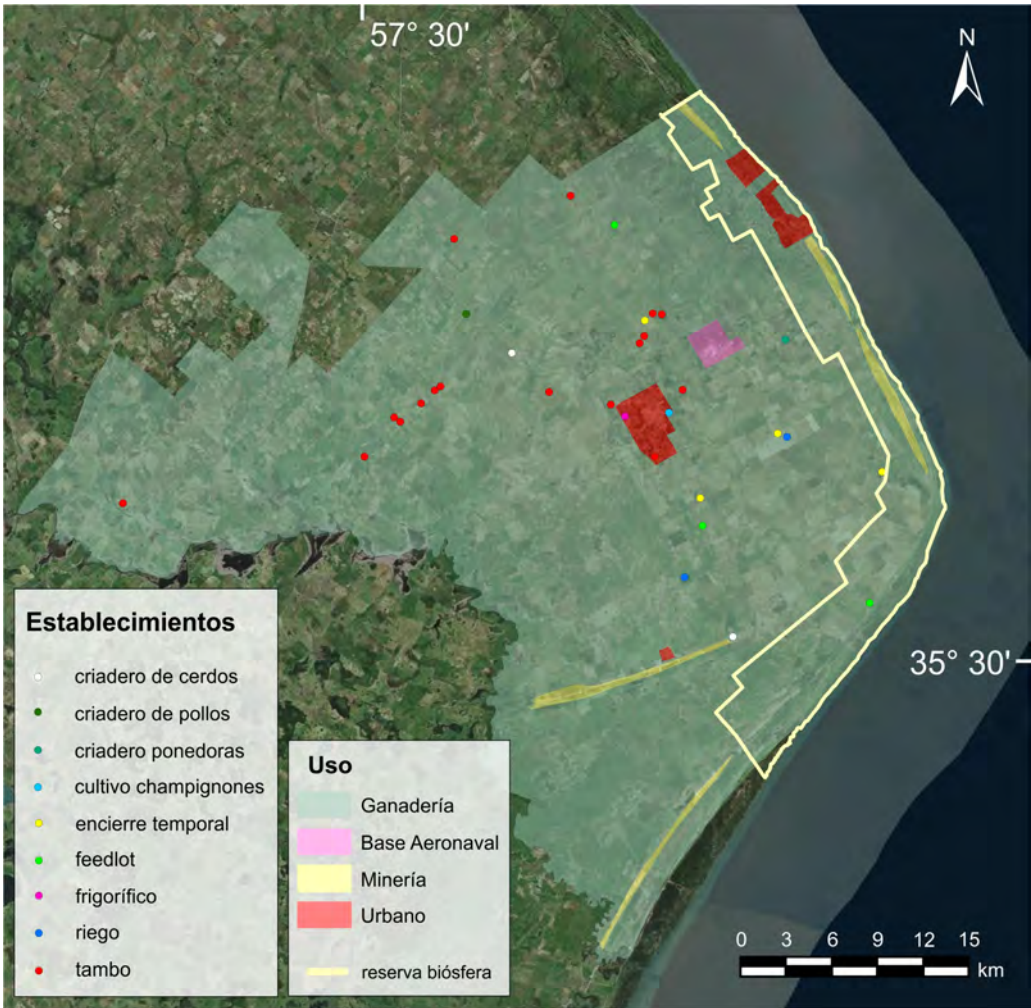 57° 30'
N
35° 30'
Establecimientos
criadero de cerdos
criadero de pollos
criadero ponedoras
cultivo champignones
encierre temporal
feedlot
frigorífico
riego
tambo
Uso
Ganadería
Base Aeronaval
Minería
Urbano
reserva biósfera
0 3 6 9 12 15
km